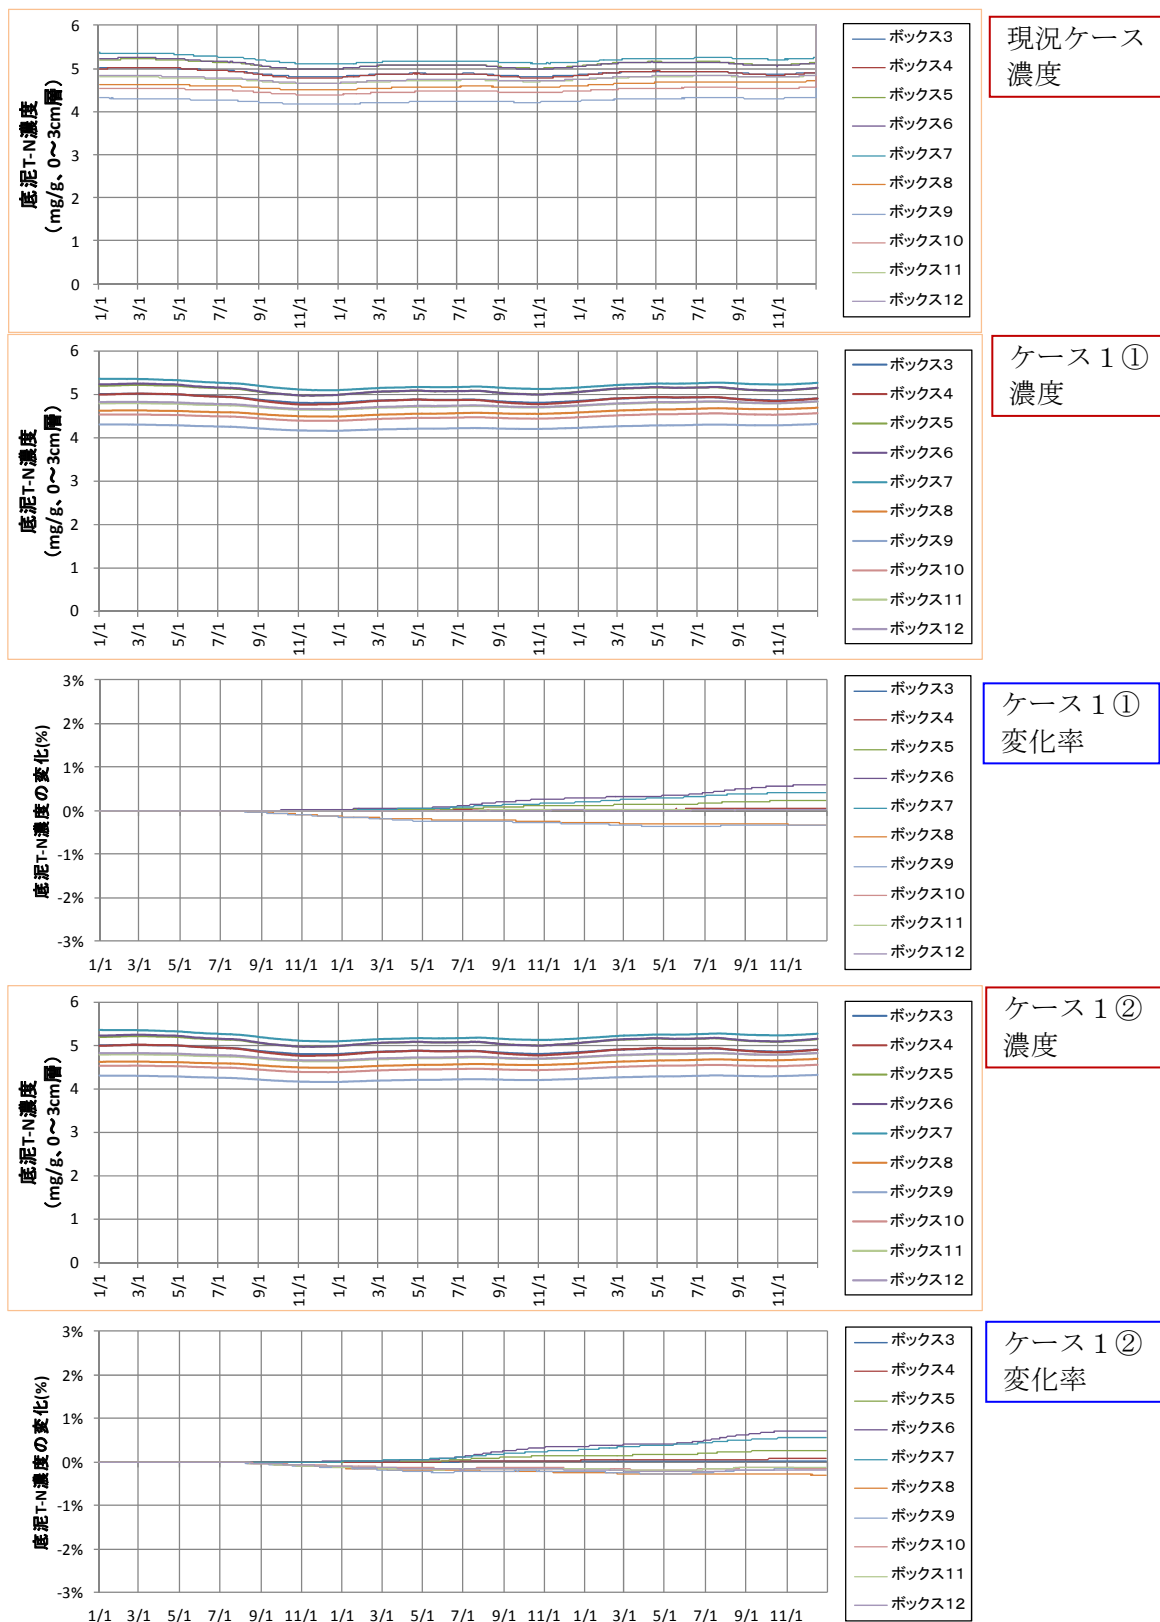 底泥T-N濃度
(mg/g、0～3cm層)
6
5
4
3
2
1
0
1/1
3/1
5/1
7/1
9/1
11/1
1/1
3/1
5/1
7/1
9/1
11/1
1/1
3/1
5/1
7/1
9/1
11/1
ボックス3
ボックス4
ボックス5
ボックス6
ボックス7
ボックス8
ボックス9
ボックス10
ボックス11
ボックス12
現況ケース
濃度
底泥T-N濃度
(mg/g、0～3cm層)
6
5
4
3
2
1
0
1/1
3/1
5/1
7/1
9/1
11/1
1/1
3/1
5/1
7/1
9/1
11/1
1/1
3/1
5/1
7/1
9/1
11/1
ボックス3
ボックス4
ボックス5
ボックス6
ボックス7
ボックス8
ボックス9
ボックス10
ボックス11
ボックス12
ケース１①
濃度
底泥T-N濃度の変化(%)
3%
2%
1%
0%
-1%
-2%
-3%
1/1 3/1 5/1 7/1 9/1 11/1 1/1 3/1 5/1 7/1 9/1 11/1 1/1 3/1 5/1 7/1 9/1 11/1
ボックス3
ボックス4
ボックス5
ボックス6
ボックス7
ボックス8
ボックス9
ボックス10
ボックス11
ボックス12
ケース１①
変化率
底泥T-N濃度
(mg/g、0～3cm層)
6
5
4
3
2
1
0
1/1
3/1
5/1
7/1
9/1
11/1
1/1
3/1
5/1
7/1
9/1
11/1
1/1
3/1
5/1
7/1
9/1
11/1
ボックス3
ボックス4
ボックス5
ボックス6
ボックス7
ボックス8
ボックス9
ボックス10
ボックス11
ボックス12
ケース１②
濃度
底泥T-N濃度の変化(%)
3%
2%
1%
0%
-1%
-2%
-3%
1/1 3/1 5/1 7/1 9/1 11/1 1/1 3/1 5/1 7/1 9/1 11/1 1/1 3/1 5/1 7/1 9/1 11/1
ボックス3
ボックス4
ボックス5
ボックス6
ボックス7
ボックス8
ボックス9
ボックス10
ボックス11
ボックス12
ケース１②
変化率